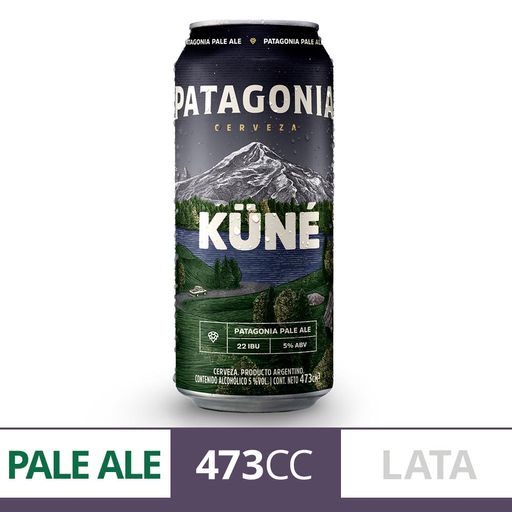 PATAGONIA PALE ALE PATAGONIA PALE ALE
PATAGONIA
CERVEZA
KÜNÉ
PATAGONIA PALE ALE
22 IBU 5% ABV
CERVEZA. PRODUCTO ARGENTINO.
CONTENIDO ALCOHÓLICO 5 %VOL. CONT. NETO 473cm³
PALE ALE 473CC LATA